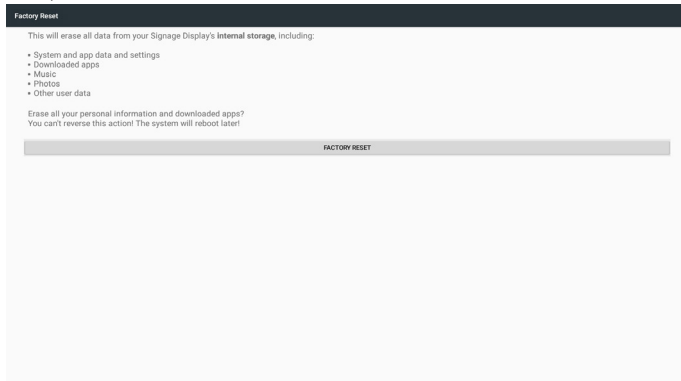 Factory Reset
This will erase all data from your Signage Display's internal storage, including:
• System and app data and settings
• Downloaded apps
• Music
• Photos
• Other user data
Erase all your personal information and downloaded apps?
You can't reverse this action! The system will reboot later!
FACTORY RESET